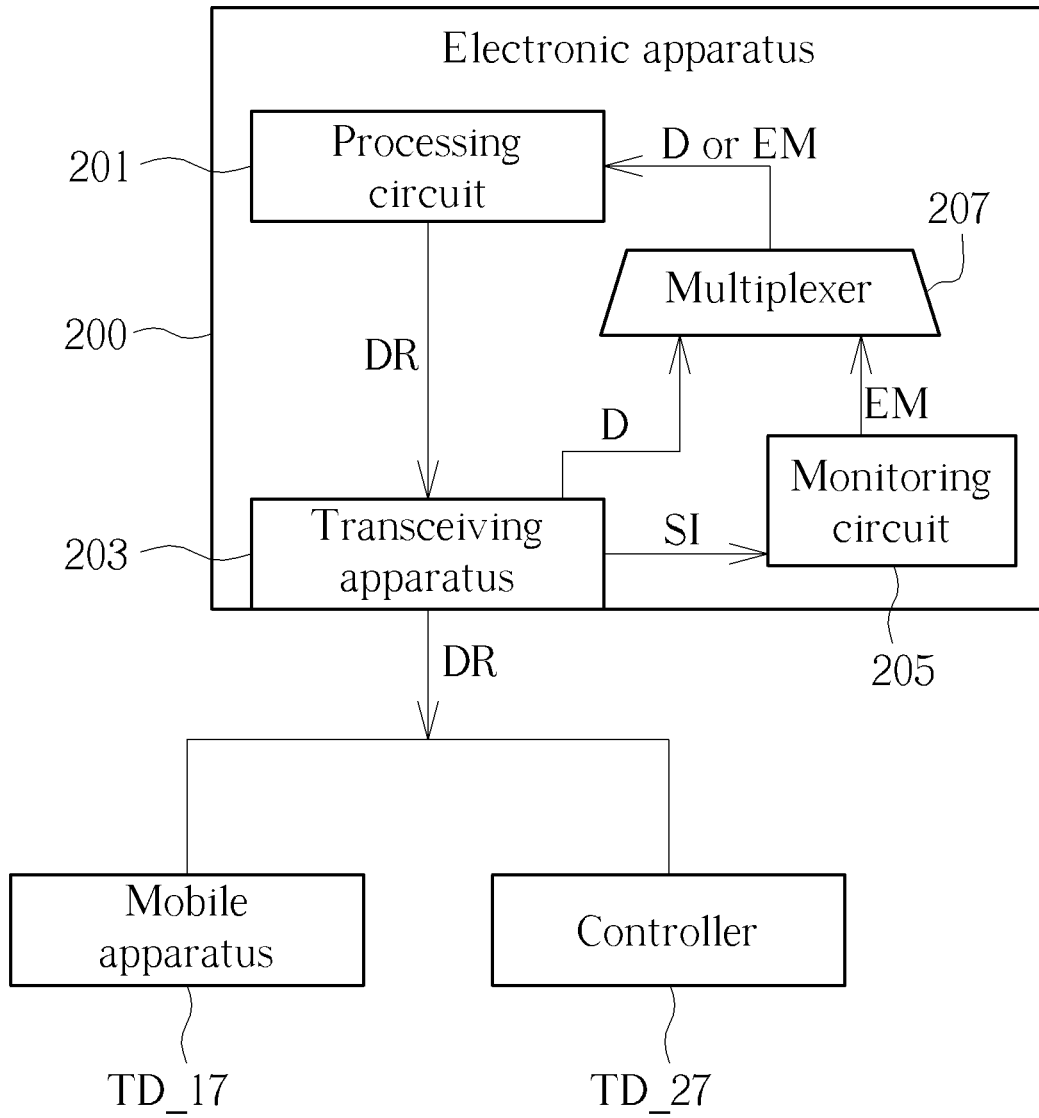 Electronic apparatus
Processing
circuit
201
D or EM
207
Multiplexer
200
DR
D
EM
Monitoring
circuit
Transceiving
apparatus
203
SI
205
DR
Mobile
apparatus
Controller
TD_17
TD_27